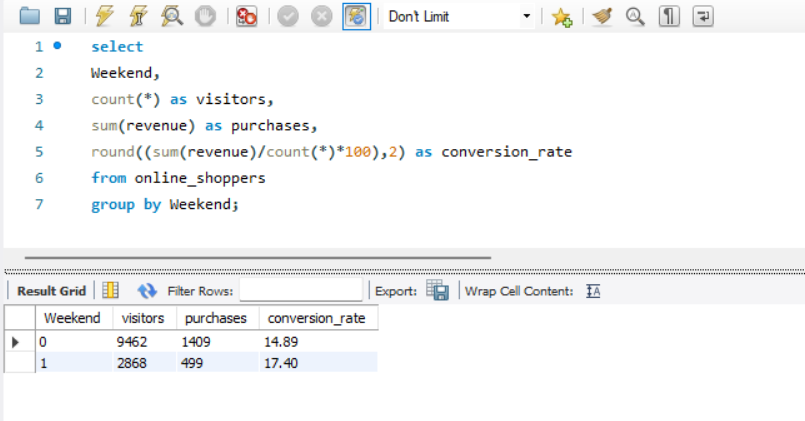 Don't Limit
1 select
2 Weekend,
3 count(*) as visitors,
4 sum(revenue) as purchases,
5 round((sum(revenue)/count(*)*100),2) as conversion_rate
6 from online_shoppers
7 group by Weekend;
Result Grid Filter Rows: Export: Wrap Cell Content:
Weekend visitors purchases conversion_rate
0 9462 1409 14.89
1 2868 499 17.40